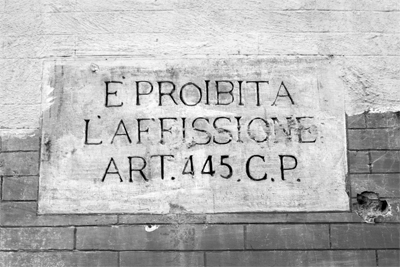 E' PROIBITA
L'AFFISSIONE
ART. 445. C. P.